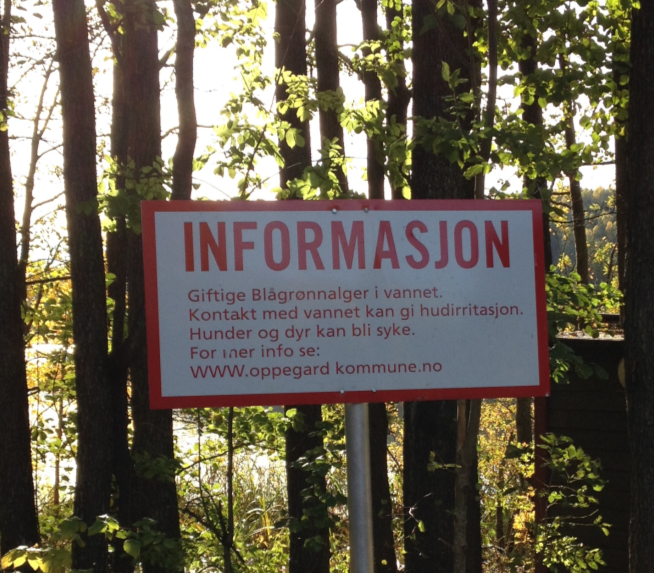 INFORMASJON
Giftige Blågrønnalger i vannet.
Kontakt med vannet kan gi hudirritasjon.
Hunder og dyr kan bli syke.
For mer info se:
WWW.oppegard kommune.no